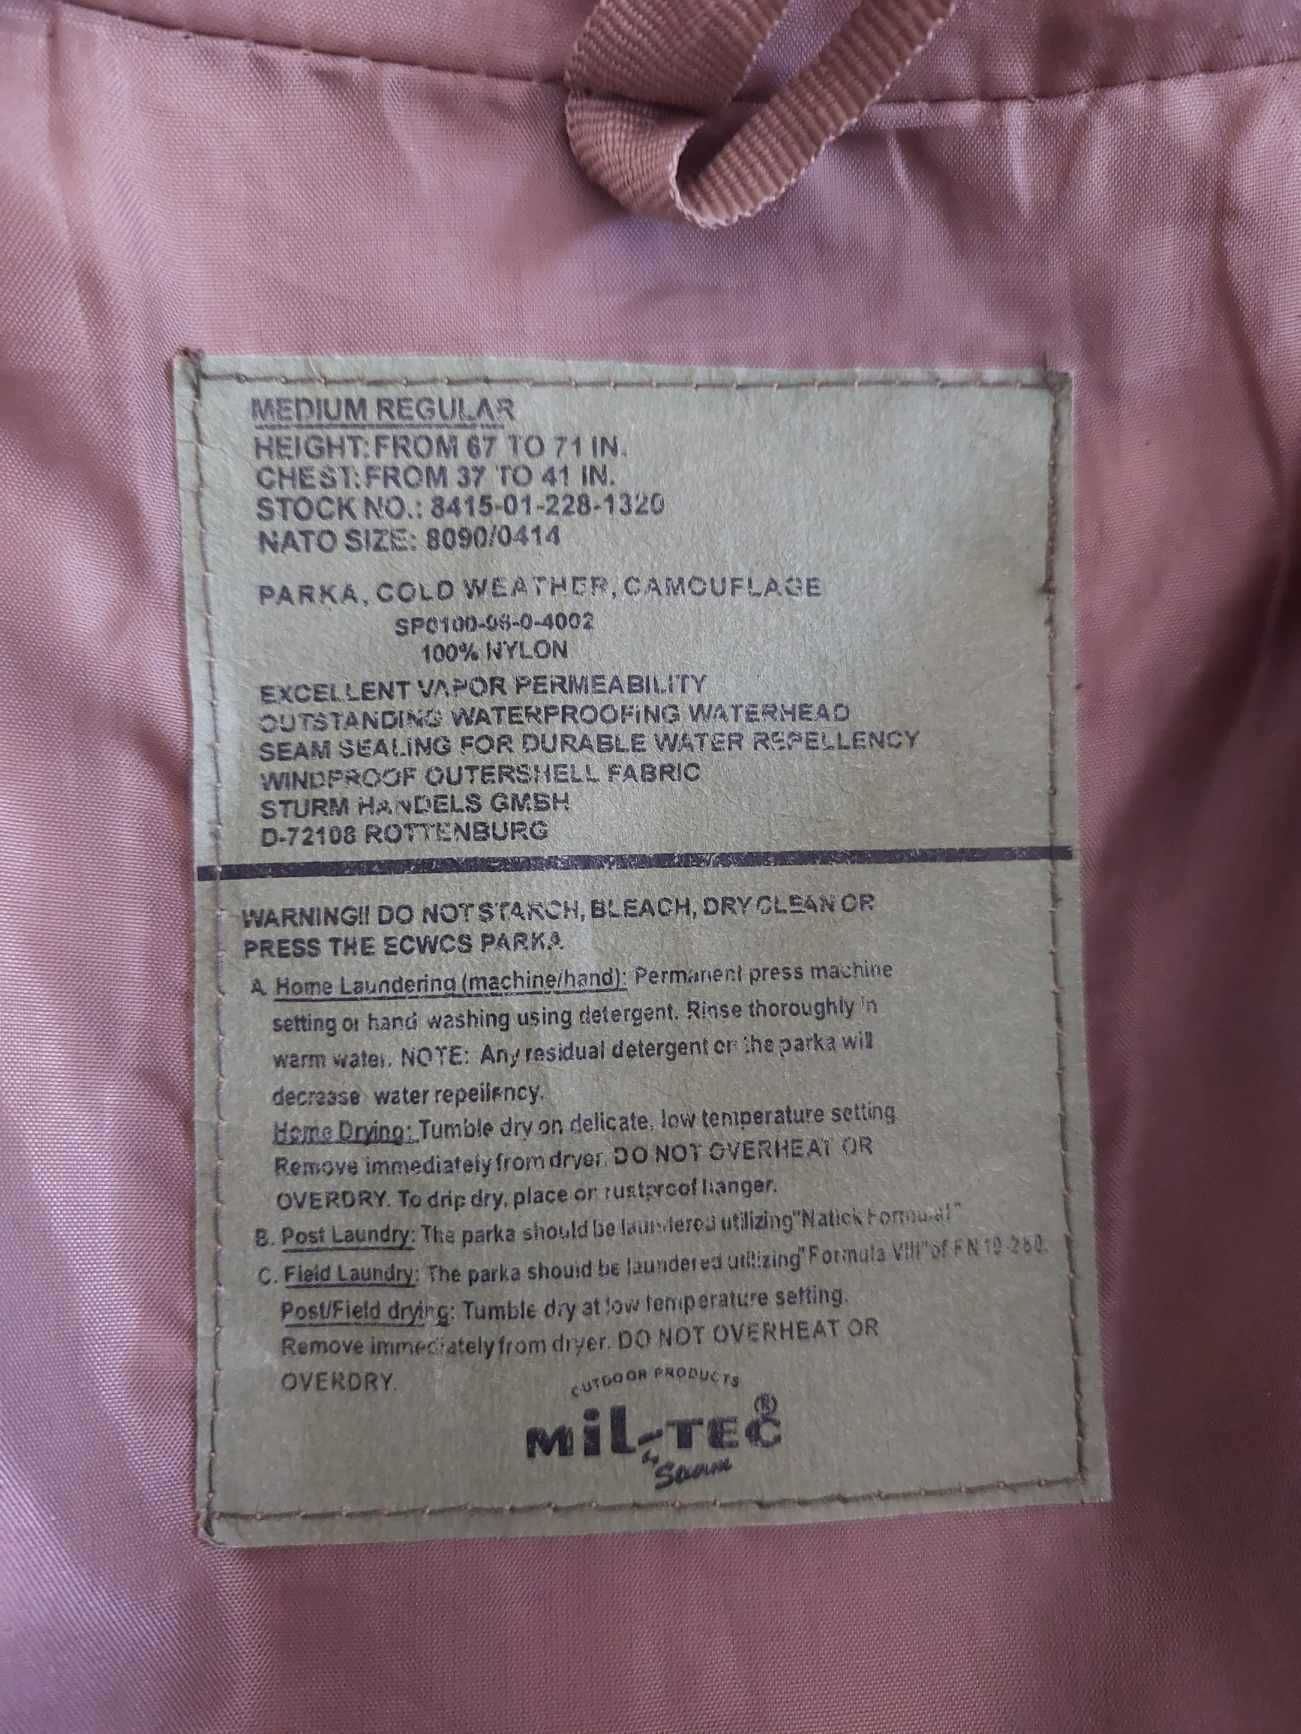 MEDIUM REGULAR
HEIGHT: FROM 67 TO 71 IN.
CHEST: FROM 37 TO 41 IN.
STOCK NO.: 8415-01-228-1320
NATO SIZE: 8090/0414
PARKA, COLD WEATHER, CAMOUFLAGE
SP0100-96-0-4002
100% NYLON
EXCELLENT VAPOR PERMEABILITY
OUTSTANDING WATERPROOFING WATERHEAD
SEAM SEALING FOR DURABLE WATER REPELLENCY
WINDPROOF OUTERSHELL FABRIC
STURM HANDELS GMBH
D-72108 ROTTENBURG
WARNING!! DO NOT STARCH, BLEACH, DRY CLEAN OR
PRESS THE ECWCS PARKA
A. Home Laundering (machine/hand): Permanent press machine
setting or hand washing using detergent. Rinse thoroughly in
warm water. NOTE: Any residual detergent on the parka will
decrease water repellency.
Home Drying: Tumble dry on delicate, low temperature setting
Remove immediately from dryer. DO NOT OVERHEAT OR
OVERDRY. To drip dry, place on rustproof hanger.
B. Post Laundry: The parka should be laundered utilizing "Natick Formula I"
C. Field Laundry: The parka should be laundered utilizing "Formula VIII" of FN 10-280.
Post/Field drying: Tumble dry at low temperature setting.
Remove immediately from dryer. DO NOT OVERHEAT OR
OVERDRY.
OUTDOOR PRODUCTS
MiL-TEC ®
by Sturm